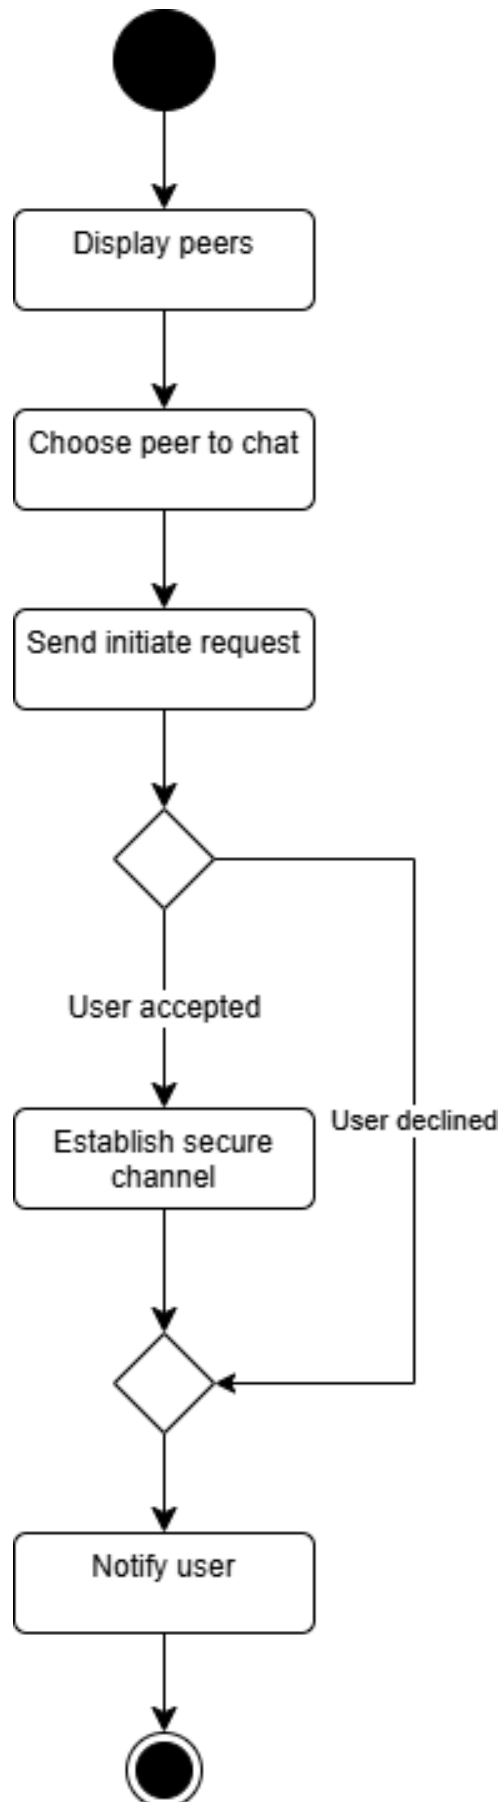 Display peers
Choose peer to chat
Send initiate request
User accepted
User declined
Establish secure
channel
Notify user